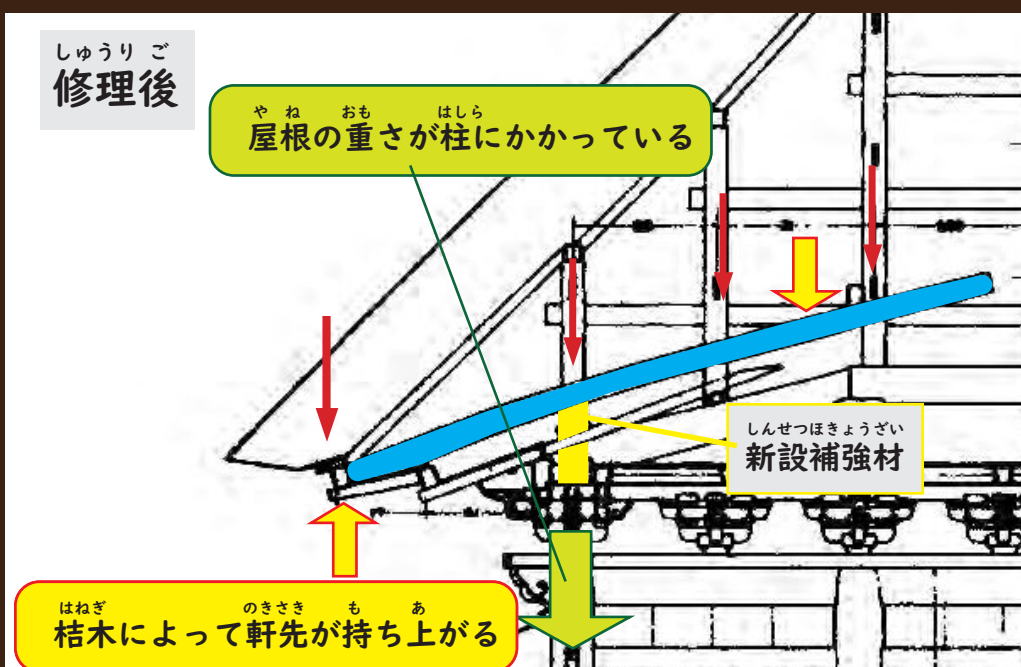 しゅうり ご
修理後
や ね おも はしら
屋根の重さが柱にかかっている
しんせつほきょうざい
新設補強材
はねぎ のきさき も あ
桔木によって軒先が持ち上がる